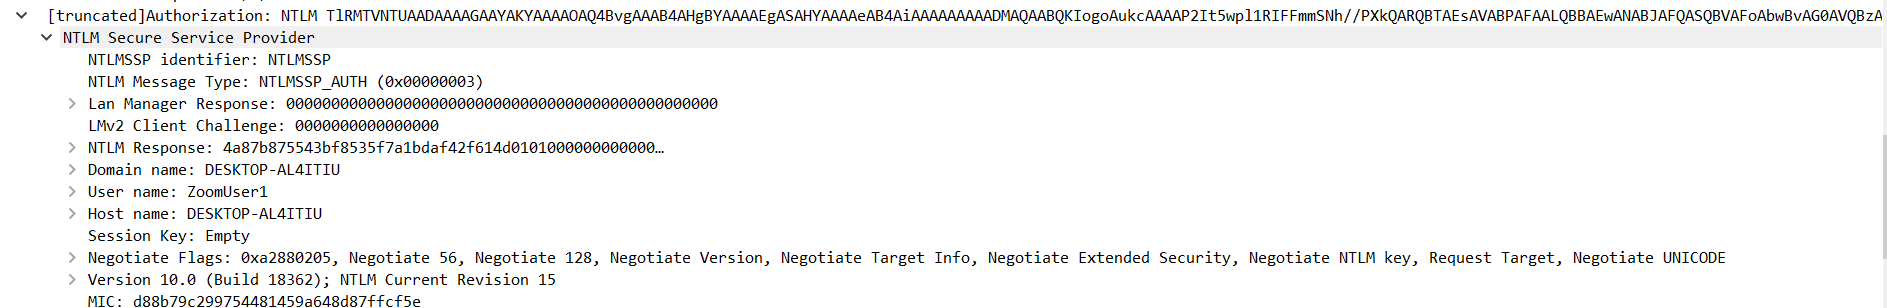 [truncated]Authorization: NTLM TlRMTVNTUAADAAAAGAAYAKYAAAAOAQ4BvgAAAB4AHgBYAAAAEgASAHYAAAAeAB4AiAAAAAAAAAADMAQAABQKIogoAukcAAAAP2It5wpl1RIFFmmSNh//PXkQARQBTAEsAVABPAFAALQBBAEwANABJAFQASQBVAFoAbwBvAG0AVQBzA
NTLM Secure Service Provider
NTLMSSP identifier: NTLMSSP
NTLM Message Type: NTLMSSP_AUTH (0x00000003)
Lan Manager Response: 000000000000000000000000000000000000000000000000
LMv2 Client Challenge: 0000000000000000
NTLM Response: 4a87b875543bf8535f7a1bdaf42f614d0101000000000000…
Domain name: DESKTOP-AL4ITIU
User name: ZoomUser1
Host name: DESKTOP-AL4ITIU
Session Key: Empty
Negotiate Flags: 0xa2880205, Negotiate 56, Negotiate 128, Negotiate Version, Negotiate Target Info, Negotiate Extended Security, Negotiate NTLM key, Request Target, Negotiate UNICODE
Version 10.0 (Build 18362); NTLM Current Revision 15
MIC: d88b79c299754481459a648d87ffcf5e